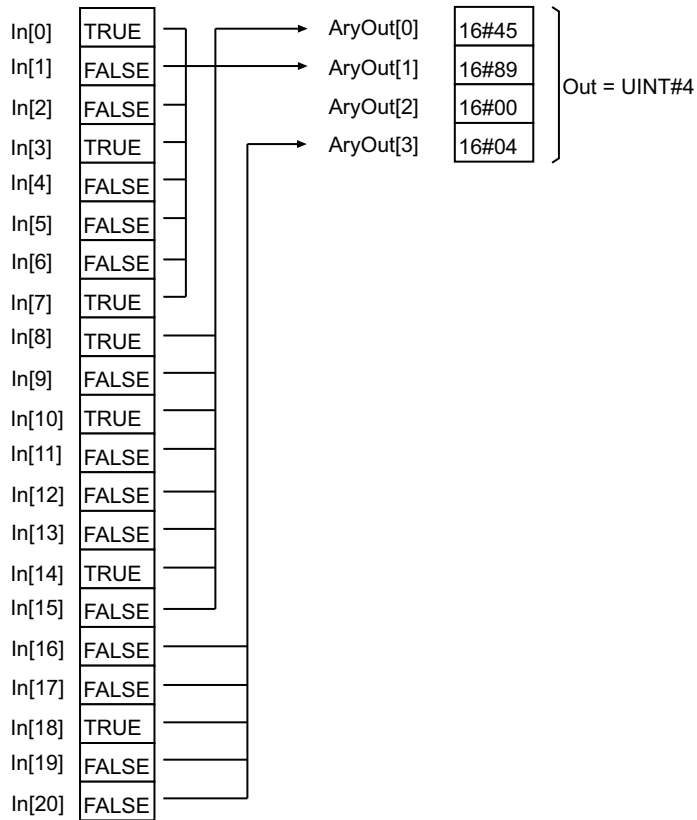 In[0] TRUE AryOut[0] 16#45
In[1] FALSE AryOut[1] 16#89
Out = UINT#4
In[2] FALSE AryOut[2] 16#00
In[3] TRUE AryOut[3] 16#04
In[4] FALSE
In[5] FALSE
In[6] FALSE
In[7] TRUE
In[8] TRUE
In[9] FALSE
In[10] TRUE
In[11] FALSE
In[12] FALSE
In[13] FALSE
In[14] TRUE
In[15] FALSE
In[16] FALSE
In[17] FALSE
In[18] TRUE
In[19] FALSE
In[20] FALSE